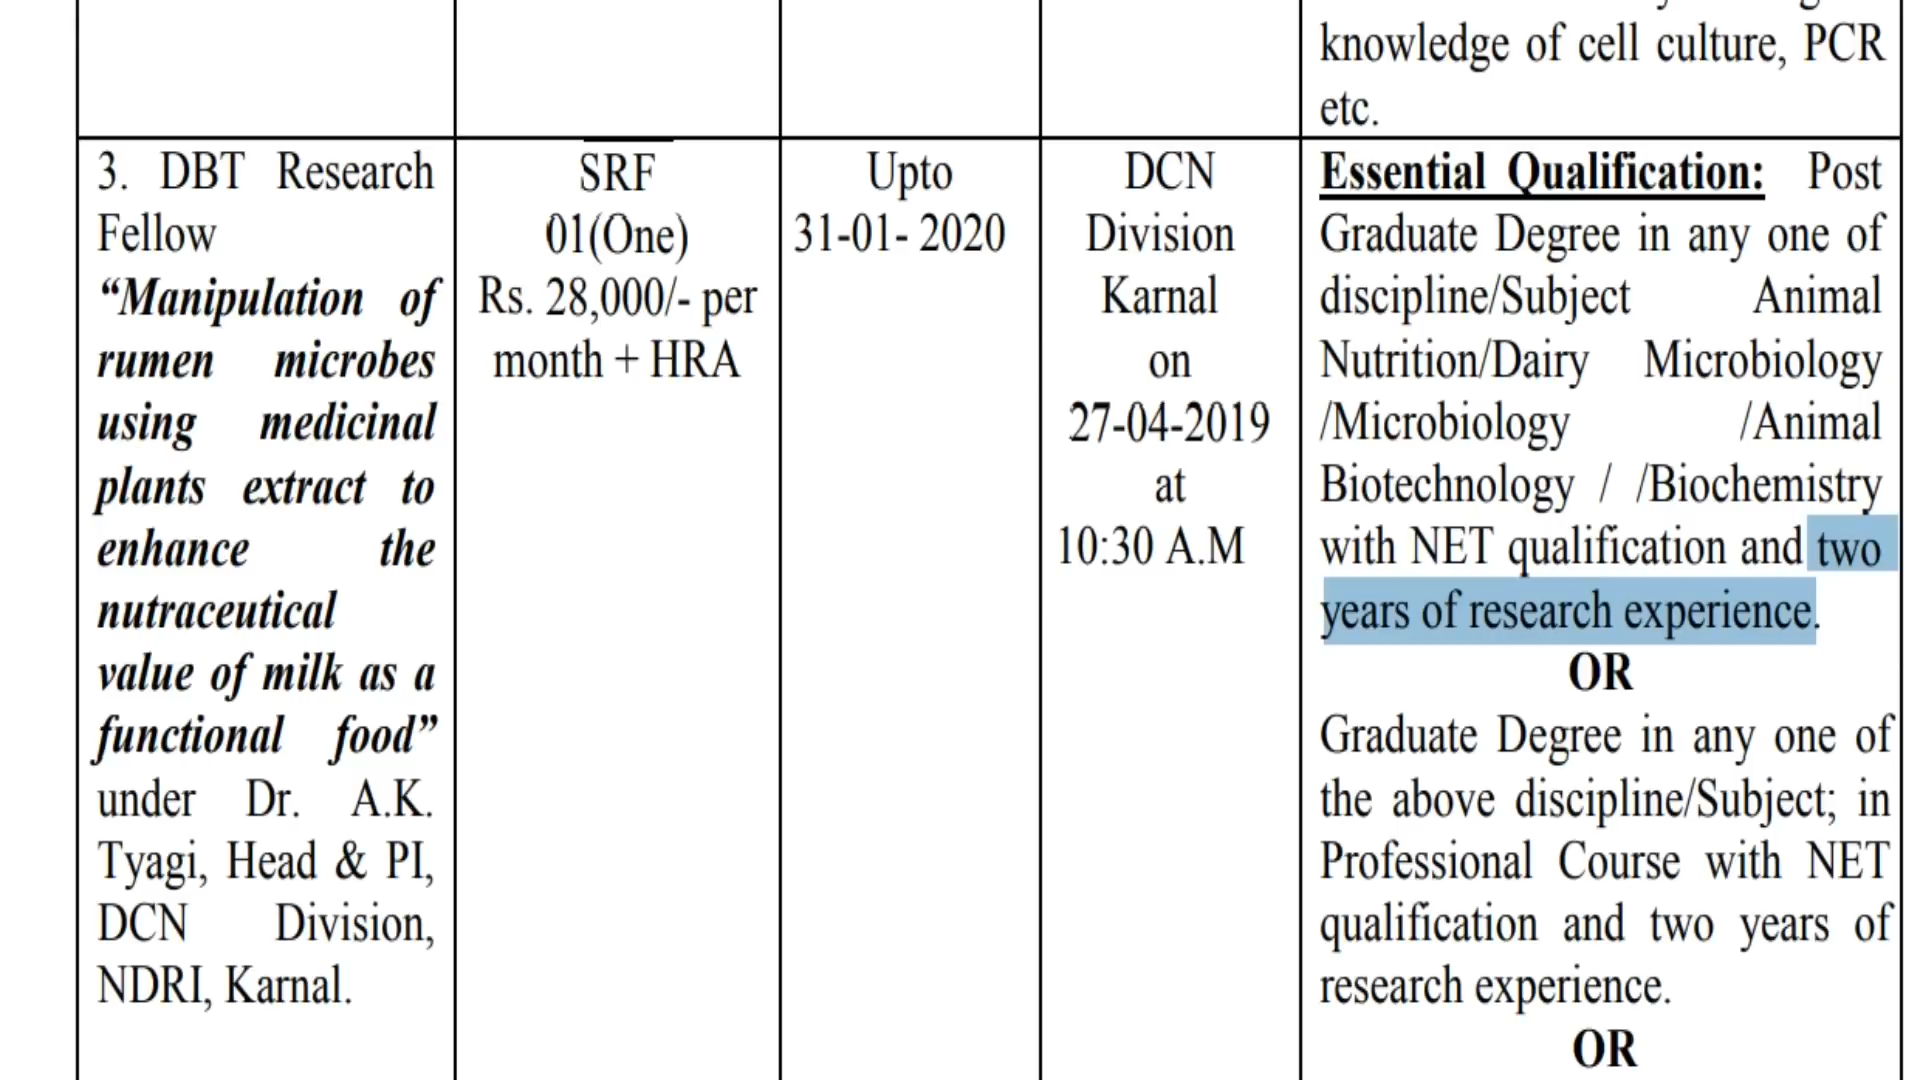 knowledge of cell culture, PCR
etc.
3. DBT Research
Fellow
“Manipulation of
rumen microbes
using medicinal
plants extract to
enhance the
nutraceutical
value of milk as a
functional food”
under Dr. A.K.
Tyagi, Head & PI,
DCN Division,
NDRI, Karnal.
SRF
01(One)
Rs. 28,000/- per
month + HRA
Upto
31-01- 2020
DCN
Division
Karnal
on
27-04-2019
at
10:30 A.M
Essential Qualification: Post
Graduate Degree in any one of
discipline/Subject Animal
Nutrition/Dairy Microbiology
/Microbiology /Animal
Biotechnology / /Biochemistry
with NET qualification and two
years of research experience.
OR
Graduate Degree in any one of
the above discipline/Subject; in
Professional Course with NET
qualification and two years of
research experience.
OR